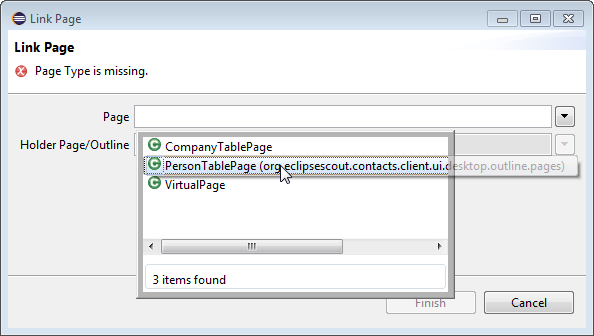 Link Page
Link Page
Page Type is missing.
Page
Holder Page/Outline
CompanyTablePage
PersonTablePage (org.eclipsescout.contacts.client.ui.desktop.outline.pages)
VirtualPage
3 items found
Finish
Cancel